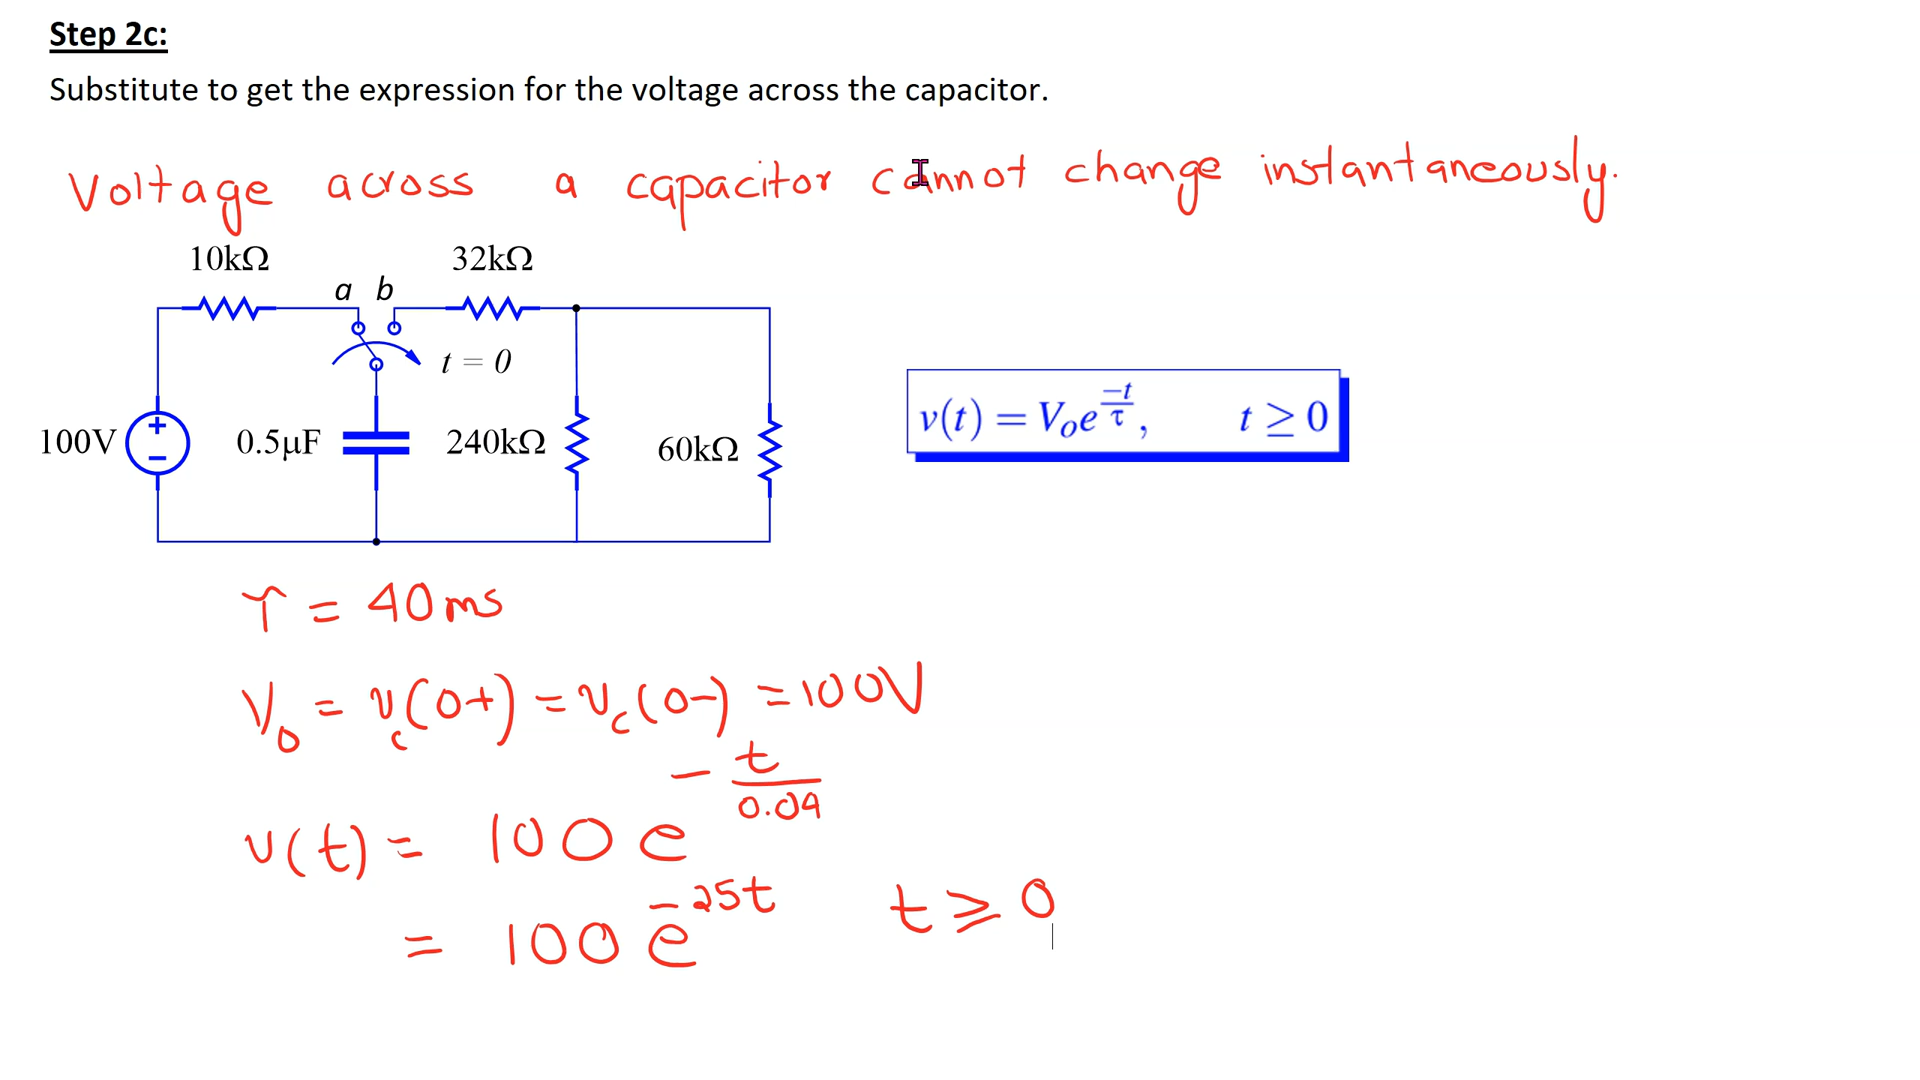 Step 2c:
Substitute to get the expression for the voltage across the capacitor.
Voltage across a capacitor cannot change instantaneously.
10kΩ
32kΩ
a b
t = 0
100V
0.5μF
240kΩ
60kΩ
v(t) = V₀e^(-t/τ), t ≥ 0
τ = 40ms
V₀ = v_c(0+) = v_c(0-) = 100V
v(t) = 100 e^(-t/0.04)
= 100 e^(-25t) t ≥ 0